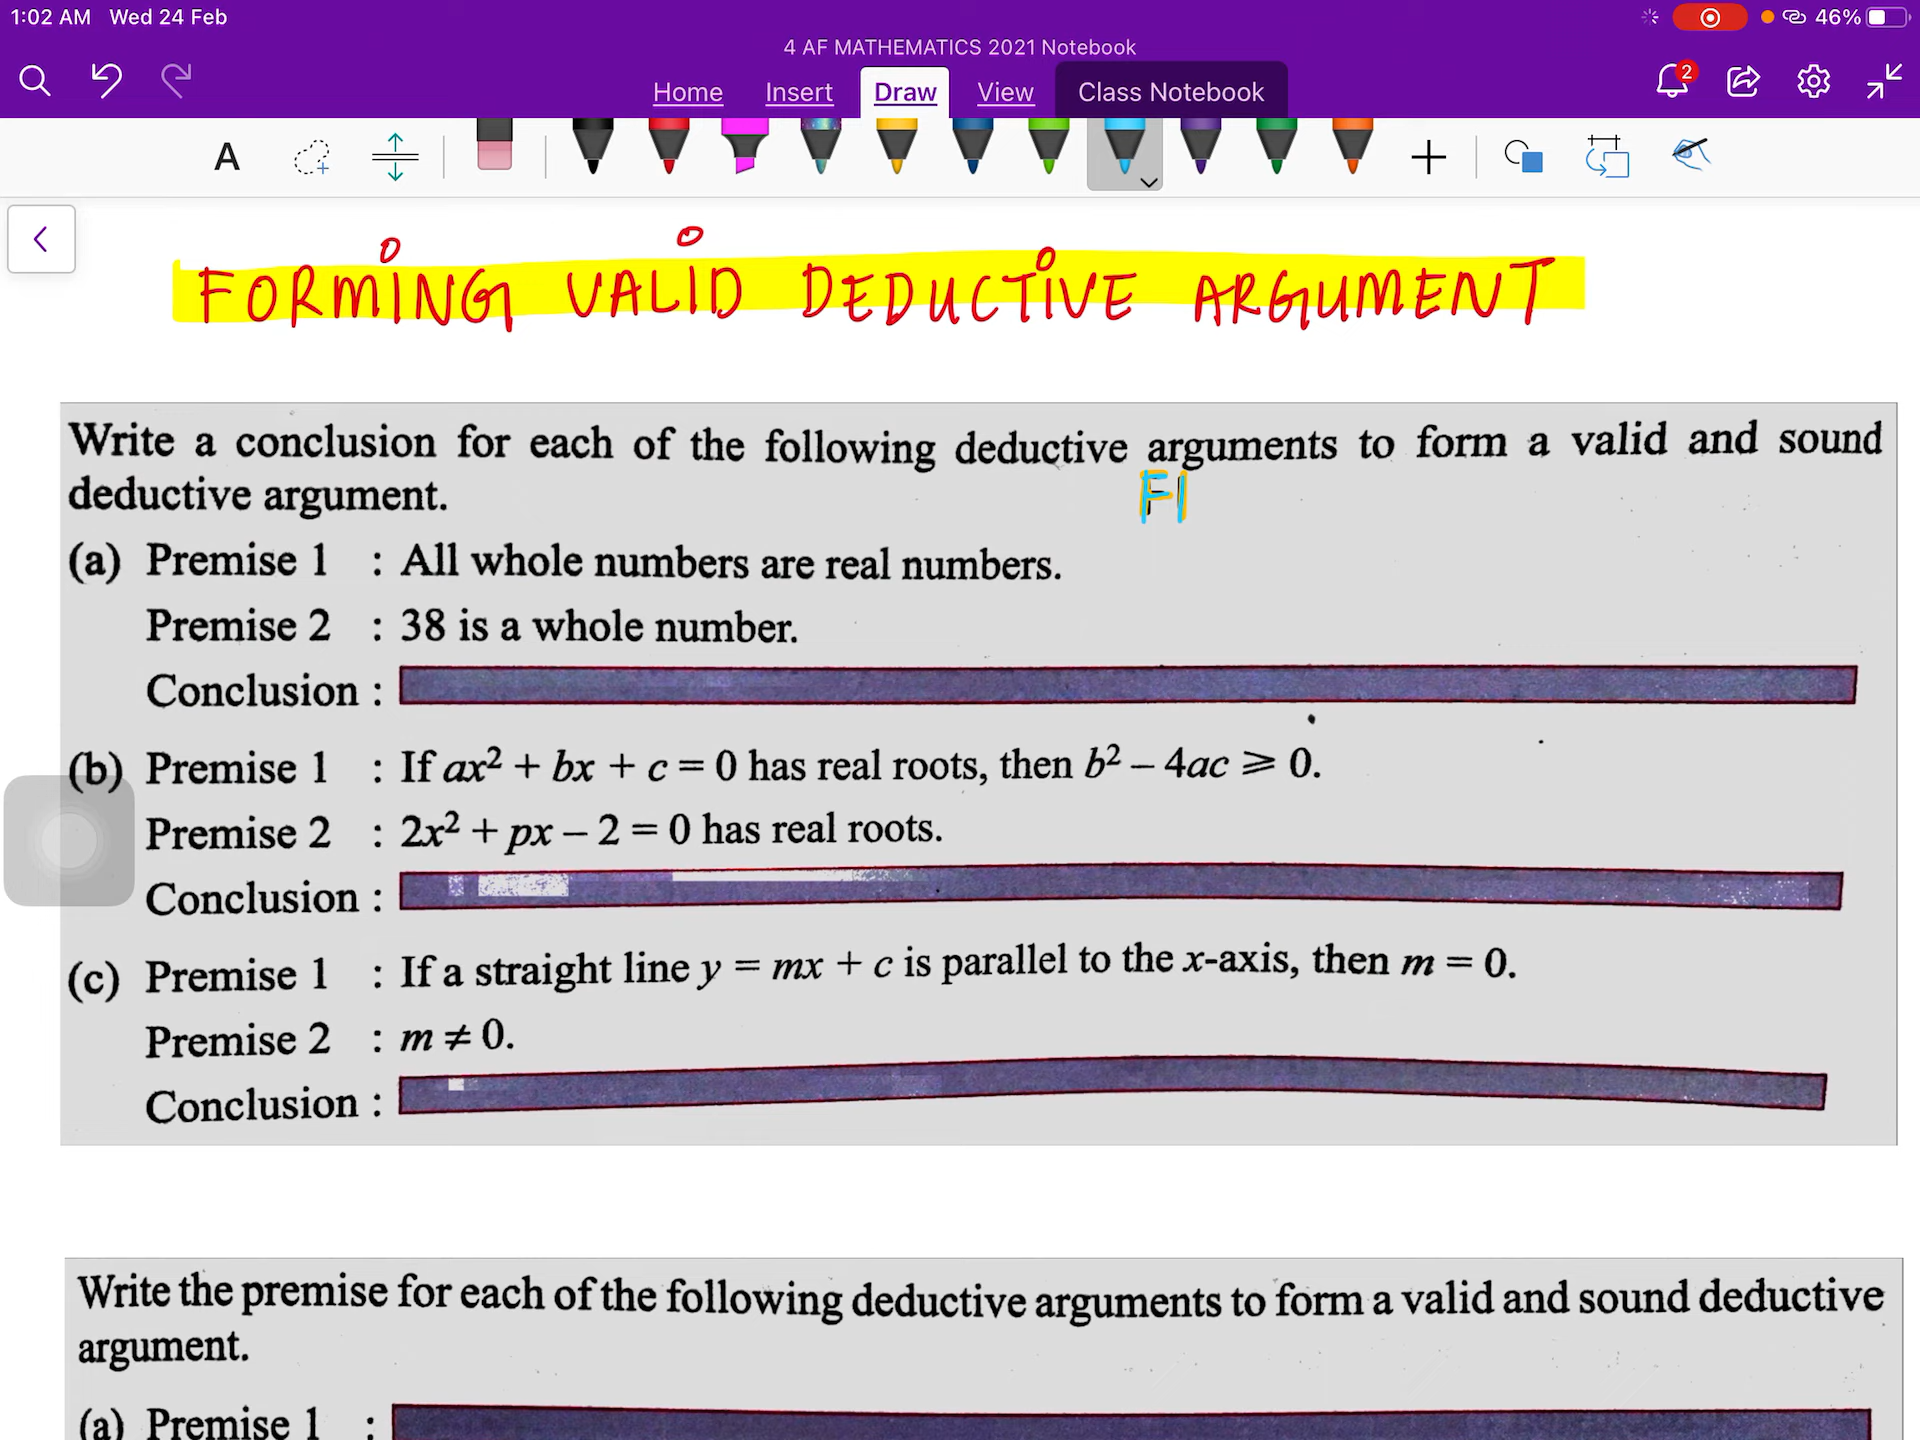 1:02 AM Wed 24 Feb
46%
4 AF MATHEMATICS 2021 Notebook
Home Insert Draw View Class Notebook
2
A
FORMING VALID DEDUCTIVE ARGUMENT
Write a conclusion for each of the following deductive arguments to form a valid and sound
deductive argument.
F1
(a) Premise 1 : All whole numbers are real numbers.
Premise 2 : 38 is a whole number.
Conclusion :
(b) Premise 1 : If ax² + bx + c = 0 has real roots, then b² – 4ac ⩾ 0.
Premise 2 : 2x² + px – 2 = 0 has real roots.
Conclusion :
(c) Premise 1 : If a straight line y = mx + c is parallel to the x-axis, then m = 0.
Premise 2 : m ≠ 0.
Conclusion :
Write the premise for each of the following deductive arguments to form a valid and sound deductive
argument.
(a) Premise 1 :